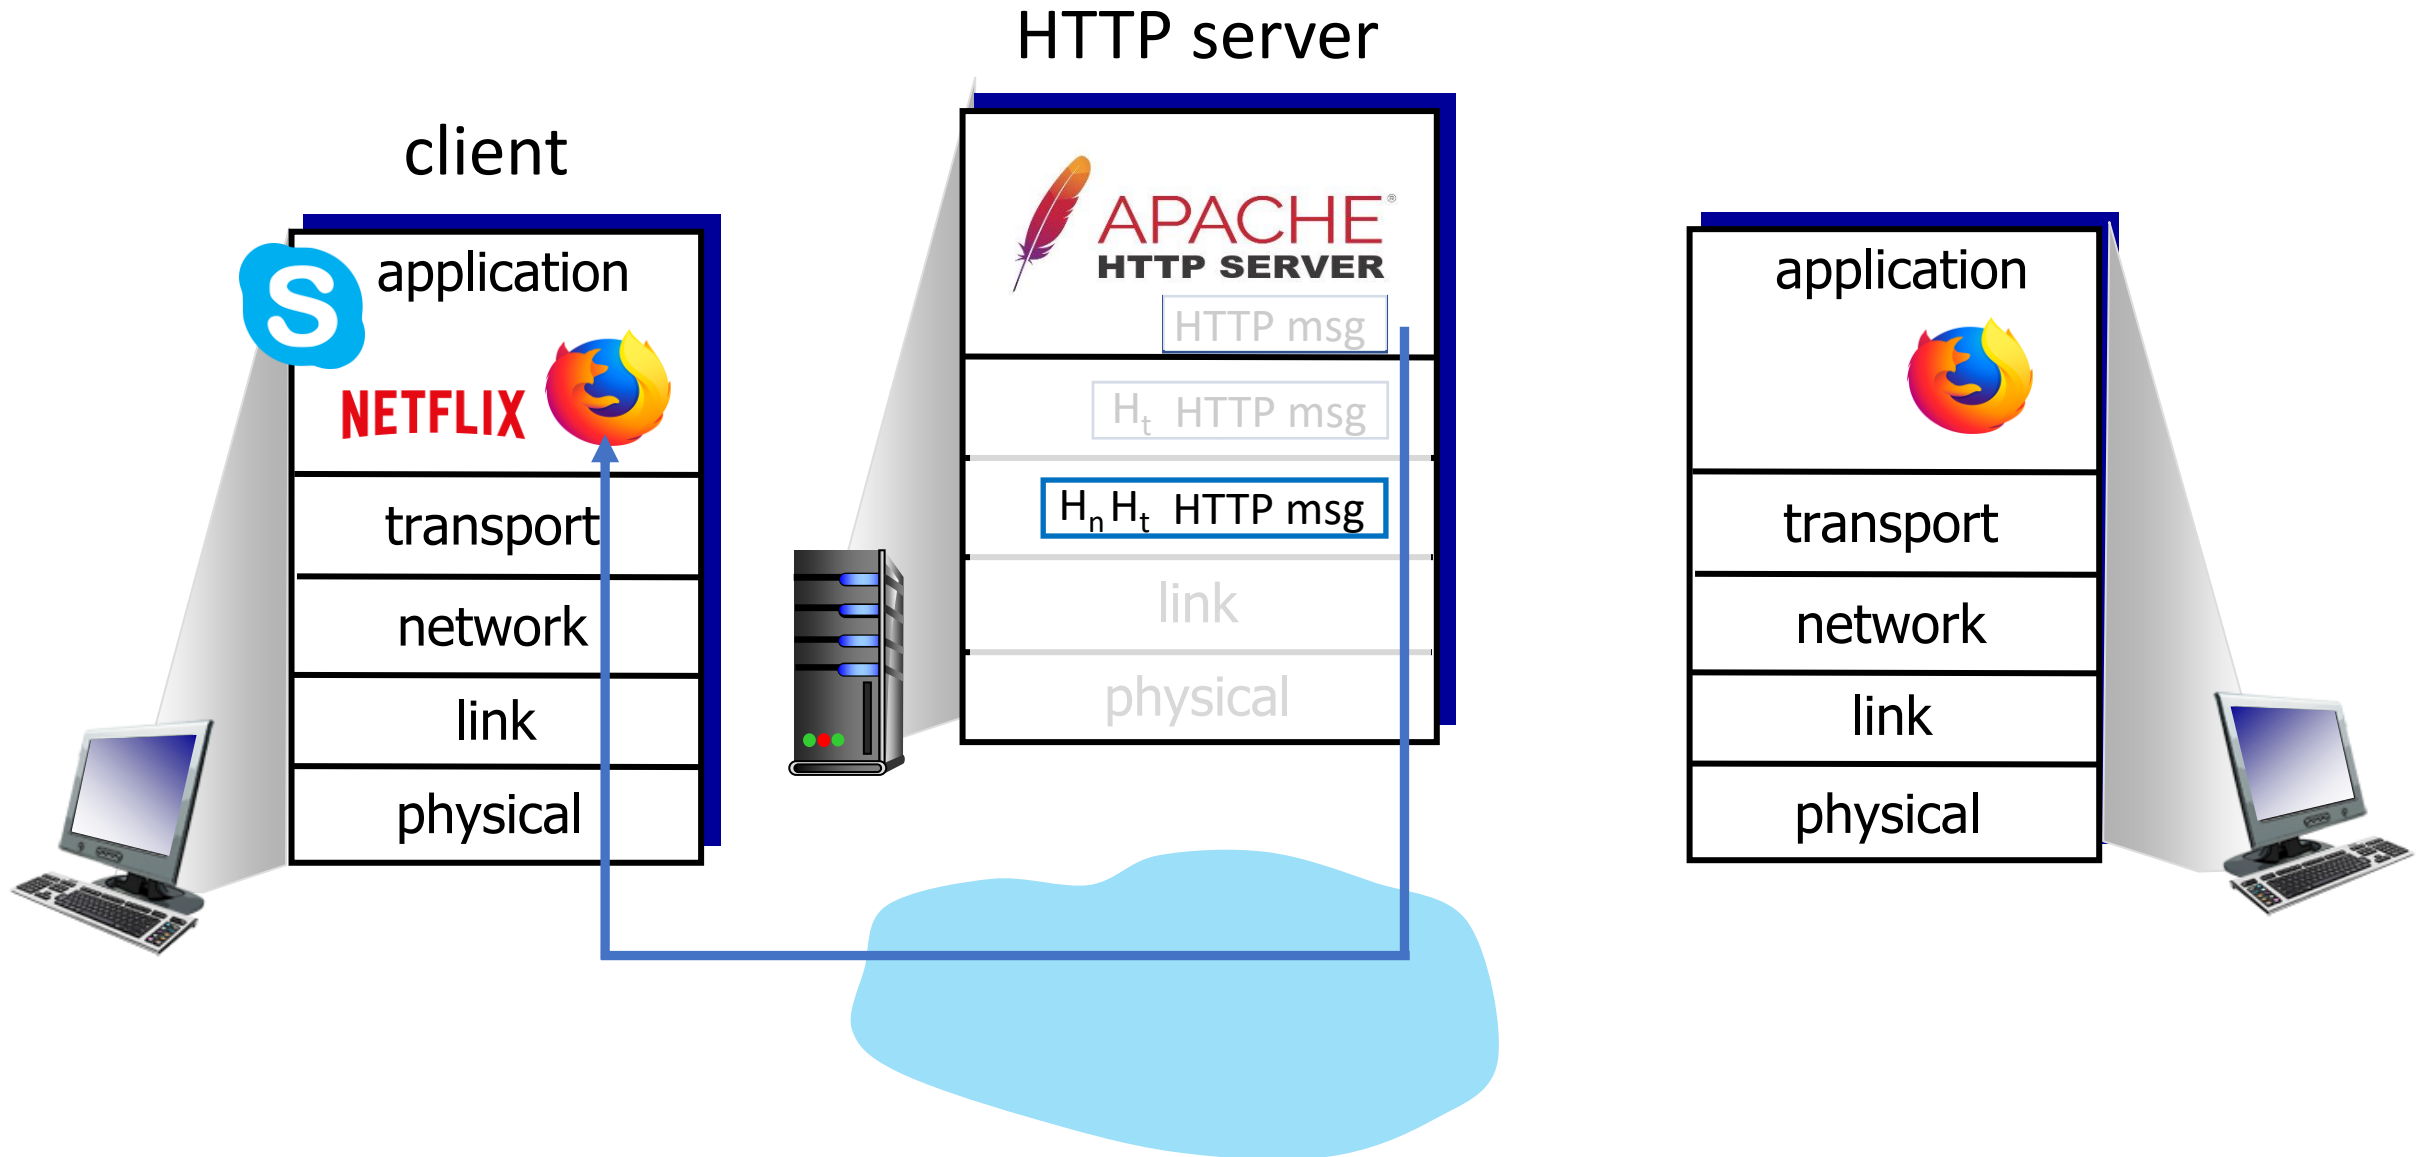 HTTP server
client
application
S
NETFLIX
transport
network
link
physical
APACHE®
HTTP SERVER
HTTP msg
Ht HTTP msg
Hn Ht HTTP msg
link
physical
application
transport
network
link
physical